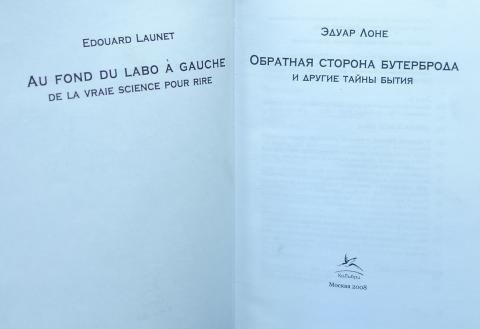 EDOUARD LAUNET
AU FOND DU LABO À GAUCHE
DE LA VRAIE SCIENCE POUR RIRE
ЭДУАР ЛОНЕ
ОБРАТНАЯ СТОРОНА БУТЕРБРОДА
И ДРУГИЕ ТАЙНЫ БЫТИЯ
КоЛибри
Москва 2008